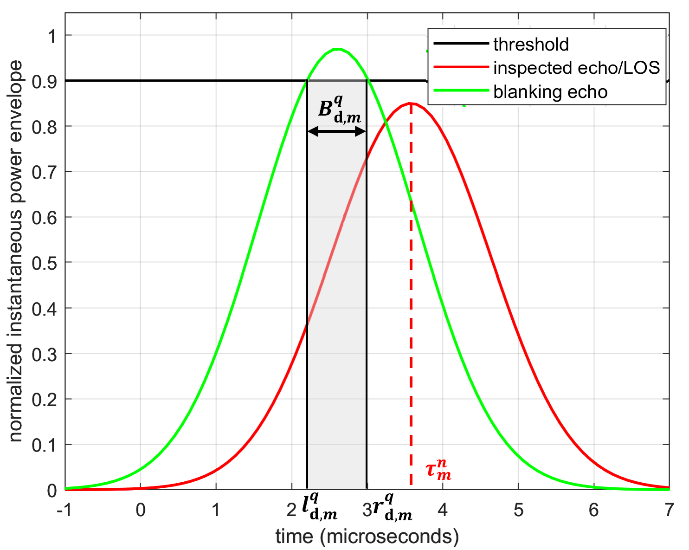 threshold
inspected echo/LOS
blanking echo
normalized instantaneous power envelope
1
0.9
0.8
0.7
0.6
0.5
0.4
0.3
0.2
0.1
0
B^q_{d,m}
τ^n_m
-1 0 1 2 3 4 5 6 7
l^q_{d,m} r^q_{d,m}
time (microseconds)